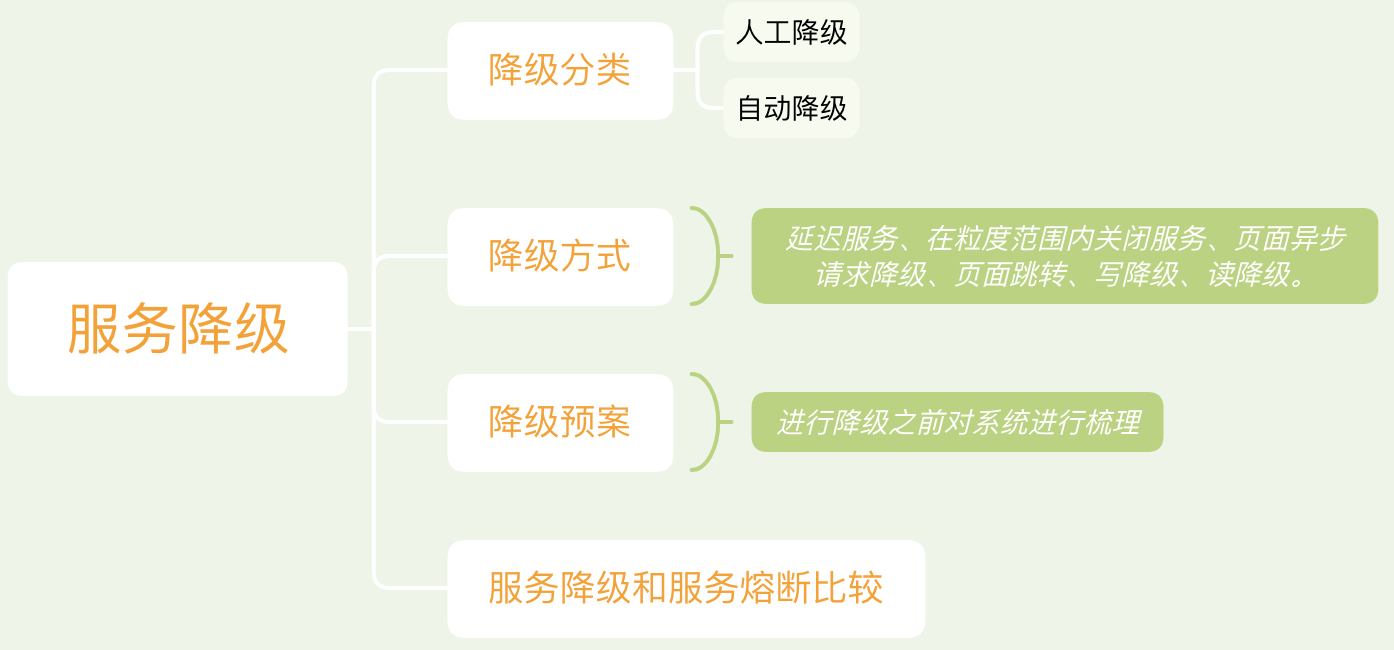 服务降级
降级分类
人工降级
自动降级
降级方式
延迟服务、在粒度范围内关闭服务、页面异步
请求降级、页面跳转、写降级、读降级。
降级预案
进行降级之前对系统进行梳理
服务降级和服务熔断比较